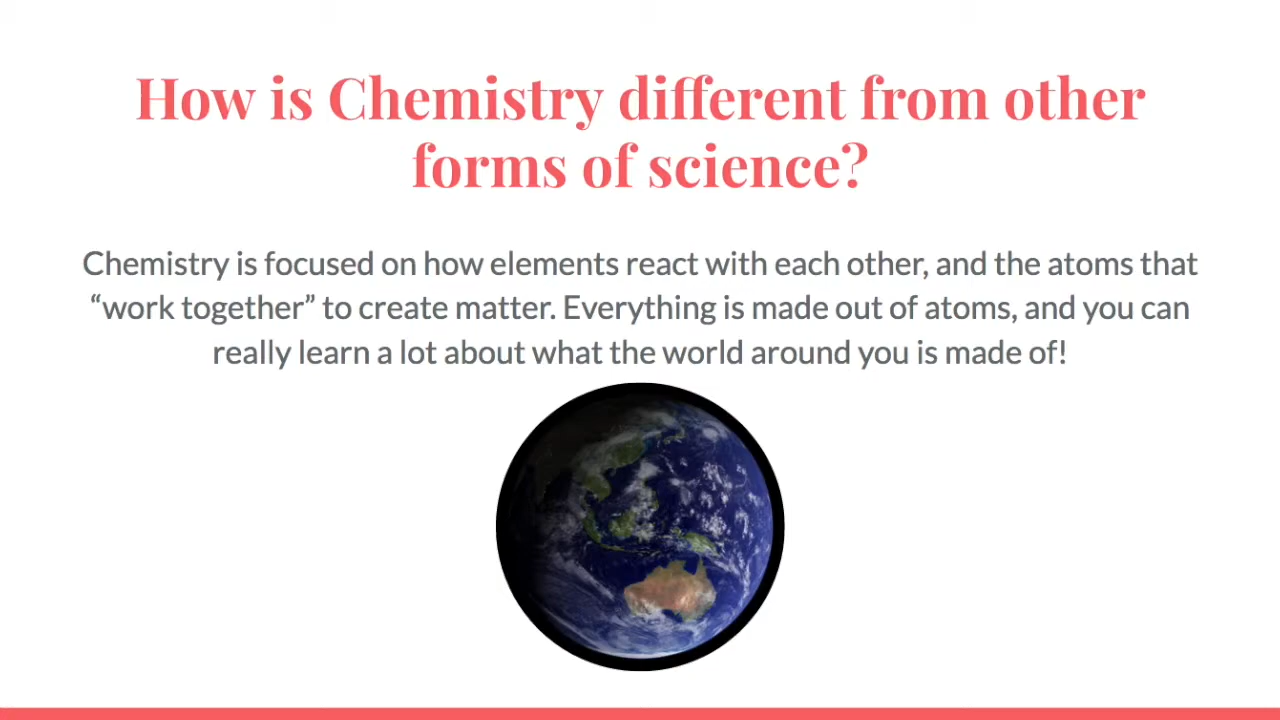 How is Chemistry different from other
forms of science?
Chemistry is focused on how elements react with each other, and the atoms that
“work together” to create matter. Everything is made out of atoms, and you can
really learn a lot about what the world around you is made of!